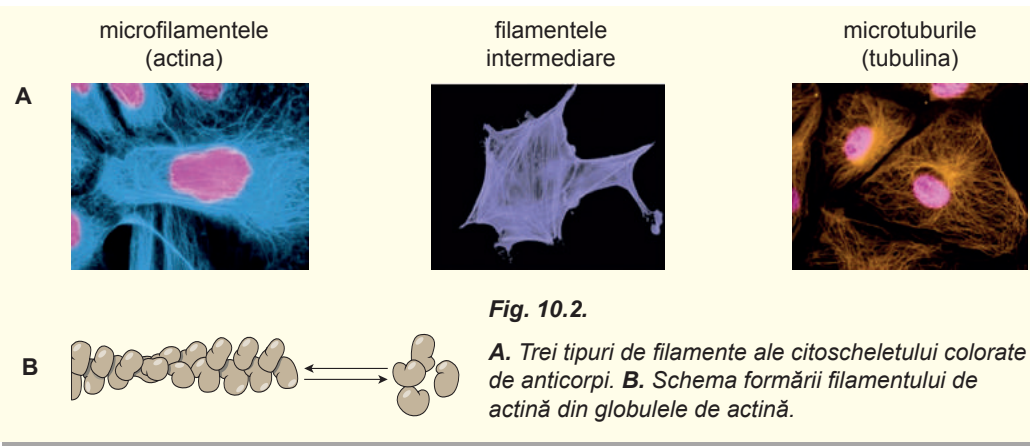 microfilamentele
(actina)
filamentele
intermediare
microtuburile
(tubulina)
A
Fig. 10.2.
B
A. Trei tipuri de filamente ale citoscheletului colorate
de anticorpi. B. Schema formării filamentului de
actină din globulele de actină.